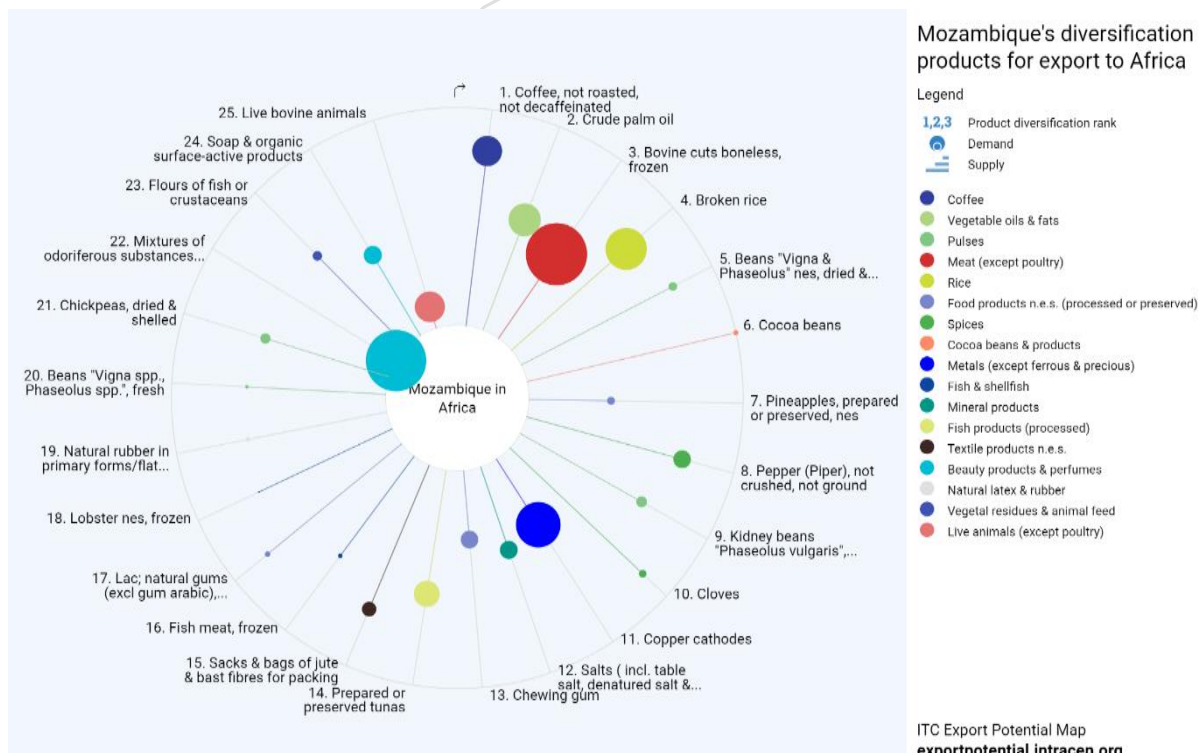 Mozambique's diversification
products for export to Africa
Legend
1,2,3 Product diversification rank
Demand
Supply
Coffee
Vegetable oils & fats
Pulses
Meat (except poultry)
Rice
Food products n.e.s. (processed or preserved)
Spices
Cocoa beans & products
Metals (except ferrous & precious)
Fish & shellfish
Mineral products
Fish products (processed)
Textile products n.e.s.
Beauty products & perfumes
Natural latex & rubber
Vegetal residues & animal feed
Live animals (except poultry)
1. Coffee, not roasted,
not decaffeinated
2. Crude palm oil
3. Bovine cuts boneless,
frozen
4. Broken rice
5. Beans "Vigna &
Phaseolus" nes, dried &...
6. Cocoa beans
7. Pineapples, prepared
or preserved, nes
8. Pepper (Piper), not
crushed, not ground
9. Kidney beans
"Phaseolus vulgaris",...
10. Cloves
11. Copper cathodes
12. Salts ( incl. table
salt, denatured salt &...
13. Chewing gum
14. Prepared or
preserved tunas
15. Sacks & bags of jute
& bast fibres for packing
16. Fish meat, frozen
17. Lac; natural gums
(excl gum arabic),...
18. Lobster nes, frozen
19. Natural rubber in
primary forms/flat...
20. Beans "Vigna spp.,
Phaseolus spp.", fresh
21. Chickpeas, dried &
shelled
22. Mixtures of
odoriferous substances...
23. Flours of fish or
crustaceans
24. Soap & organic
surface-active products
25. Live bovine animals
Mozambique in
Africa
ITC Export Potential Map
exportpotential.intracen.org